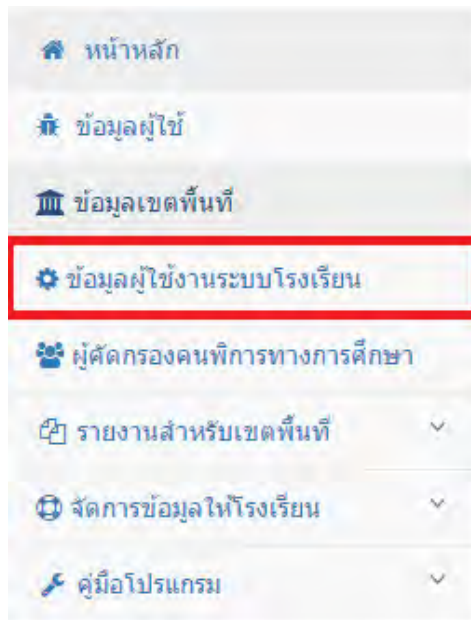 หน้าหลัก
ข้อมูลผู้ใช้
ข้อมูลเขตพื้นที่
ข้อมูลผู้ใช้งานระบบโรงเรียน
ผู้คัดกรองคนพิการทางการศึกษา
รายงานสำหรับเขตพื้นที่
จัดการข้อมูลให้โรงเรียน
คู่มือโปรแกรม